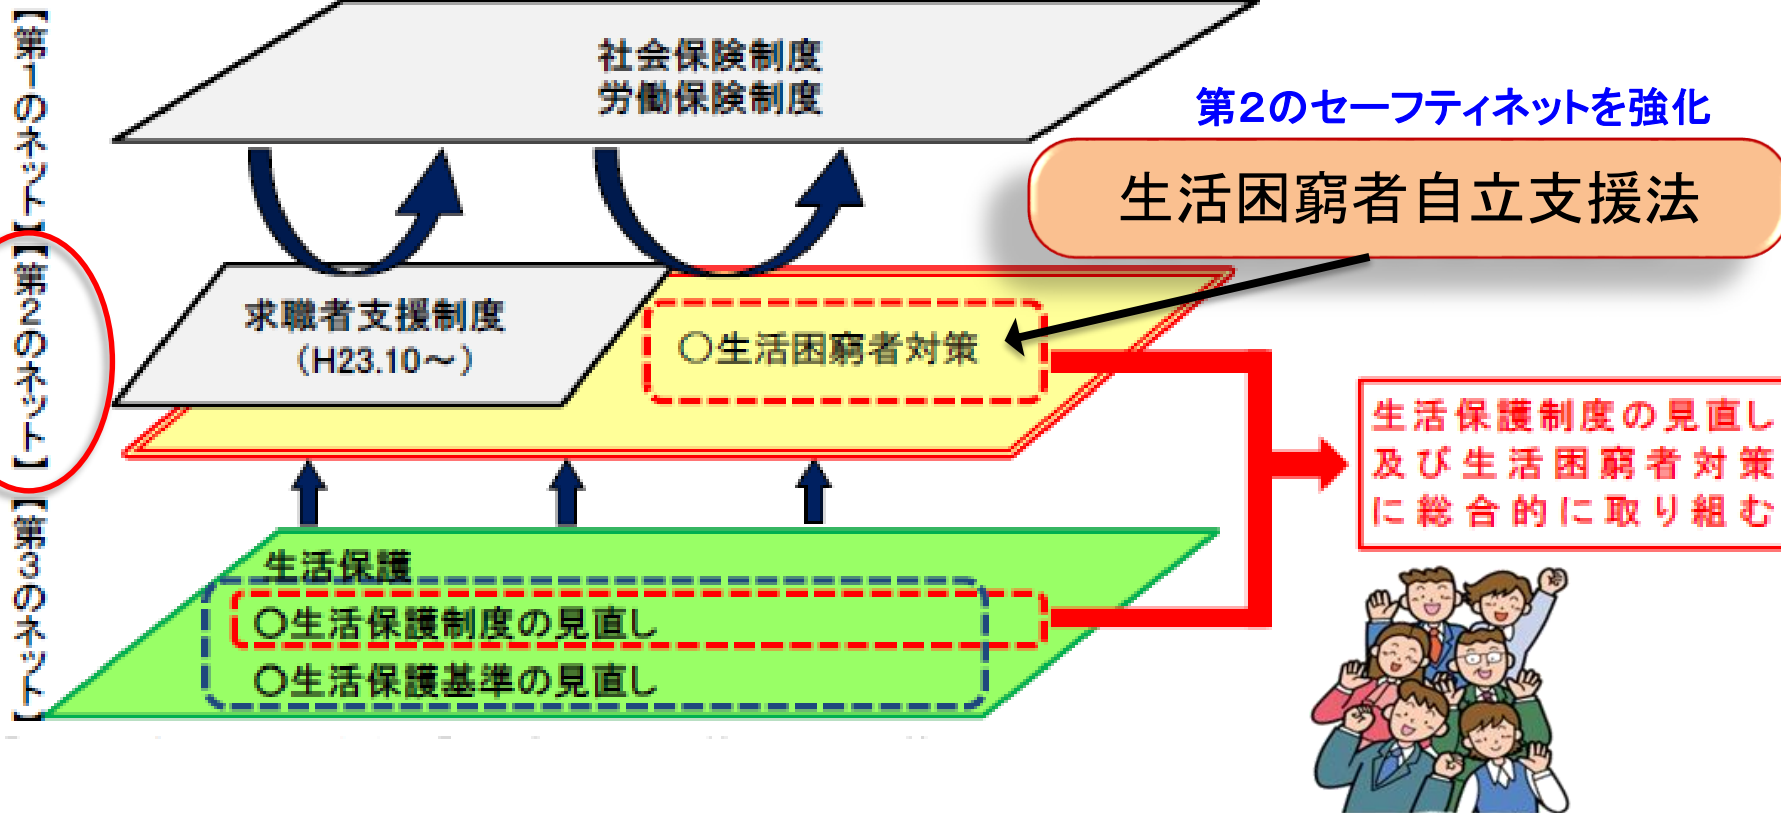 【第1のネット】
社会保険制度
労働保険制度
第2のセーフティネットを強化
生活困窮者自立支援法
【第2のネット】
求職者支援制度
（H23.10～）
○生活困窮者対策
生活保護制度の見直し
及び生活困窮者対策
に総合的に取り組む
【第3のネット】
生活保護
○生活保護制度の見直し
○生活保護基準の見直し